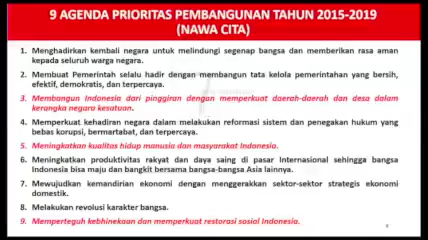 9 AGENDA PRIORITAS PEMBANGUNAN TAHUN 2015-2019
(NAWA CITA)
1. Menghadirkan kembali negara untuk melindungi segenap bangsa dan memberikan rasa aman
kepada seluruh warga negara.
2. Membuat Pemerintah selalu hadir dengan membangun tata kelola pemerintahan yang bersih,
efektif, demokratis, dan terpercaya.
3. Membangun Indonesia dari pinggiran dengan memperkuat daerah-daerah dan desa dalam
kerangka negara kesatuan.
4. Memperkuat kehadiran negara dalam melakukan reformasi sistem dan penegakan hukum yang
bebas korupsi, bermartabat, dan terpercaya.
5. Meningkatkan kualitas hidup manusia dan masyarakat Indonesia.
6. Meningkatkan produktivitas rakyat dan daya saing di pasar Internasional sehingga bangsa
Indonesia bisa maju dan bangkit bersama bangsa-bangsa Asia lainnya.
7. Mewujudkan kemandirian ekonomi dengan menggerakkan sektor-sektor strategis ekonomi
domestik.
8. Melakukan revolusi karakter bangsa.
9. Memperteguh kebhinekaan dan memperkuat restorasi sosial Indonesia.